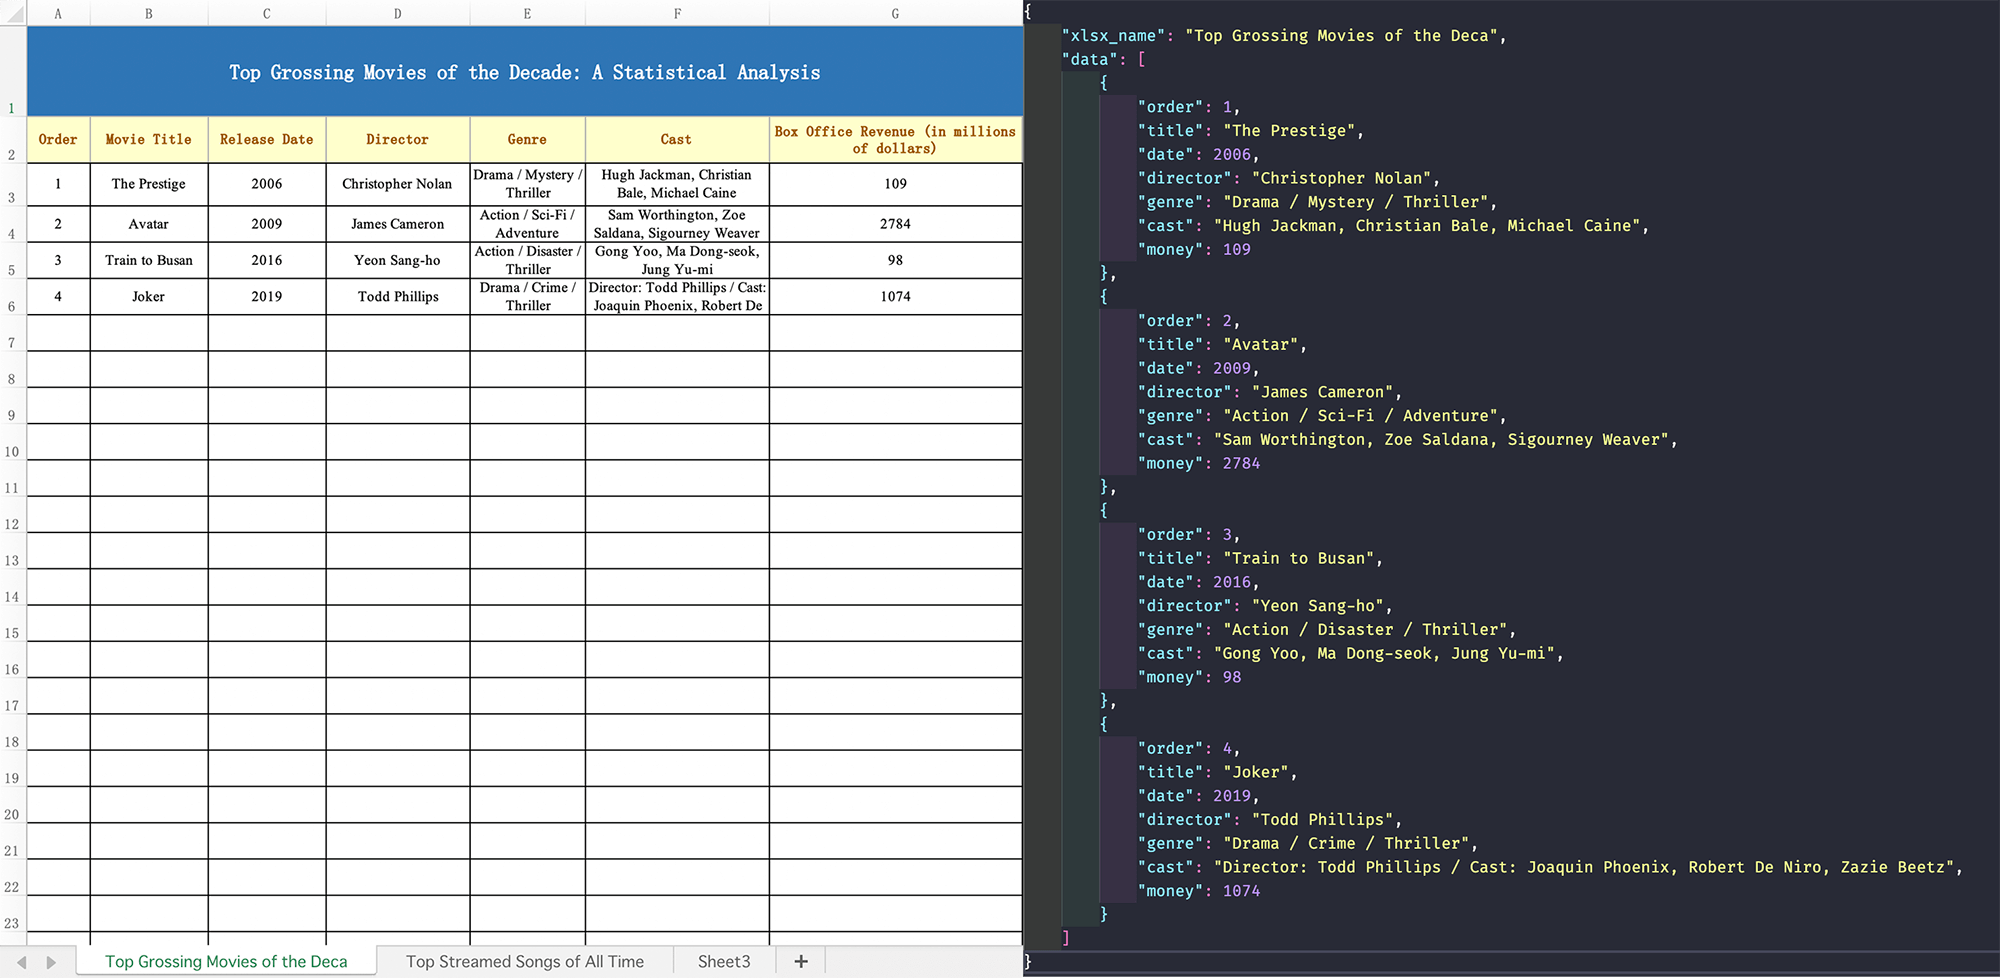 A B C D E F G
1 Top Grossing Movies of the Decade: A Statistical Analysis
2 Order Movie Title Release Date Director Genre Cast Box Office Revenue (in millions of dollars)
3 1 The Prestige 2006 Christopher Nolan Drama / Mystery / Thriller Hugh Jackman, Christian Bale, Michael Caine 109
4 2 Avatar 2009 James Cameron Action / Sci-Fi / Adventure Sam Worthington, Zoe Saldana, Sigourney Weaver 2784
5 3 Train to Busan 2016 Yeon Sang-ho Action / Disaster / Thriller Gong Yoo, Ma Dong-seok, Jung Yu-mi 98
6 4 Joker 2019 Todd Phillips Drama / Crime / Thriller Director: Todd Phillips / Cast: Joaquin Phoenix, Robert De 1074
7
8
9
10
11
12
13
14
15
16
17
18
19
20
21
22
23
Top Grossing Movies of the Deca Top Streamed Songs of All Time Sheet3 +
{
"xlsx_name": "Top Grossing Movies of the Deca",
"data": [
{
"order": 1,
"title": "The Prestige",
"date": 2006,
"director": "Christopher Nolan",
"genre": "Drama / Mystery / Thriller",
"cast": "Hugh Jackman, Christian Bale, Michael Caine",
"money": 109
},
{
"order": 2,
"title": "Avatar",
"date": 2009,
"director": "James Cameron",
"genre": "Action / Sci-Fi / Adventure",
"cast": "Sam Worthington, Zoe Saldana, Sigourney Weaver",
"money": 2784
},
{
"order": 3,
"title": "Train to Busan",
"date": 2016,
"director": "Yeon Sang-ho",
"genre": "Action / Disaster / Thriller",
"cast": "Gong Yoo, Ma Dong-seok, Jung Yu-mi",
"money": 98
},
{
"order": 4,
"title": "Joker",
"date": 2019,
"director": "Todd Phillips",
"genre": "Drama / Crime / Thriller",
"cast": "Director: Todd Phillips / Cast: Joaquin Phoenix, Robert De Niro, Zazie Beetz",
"money": 1074
}
]
}